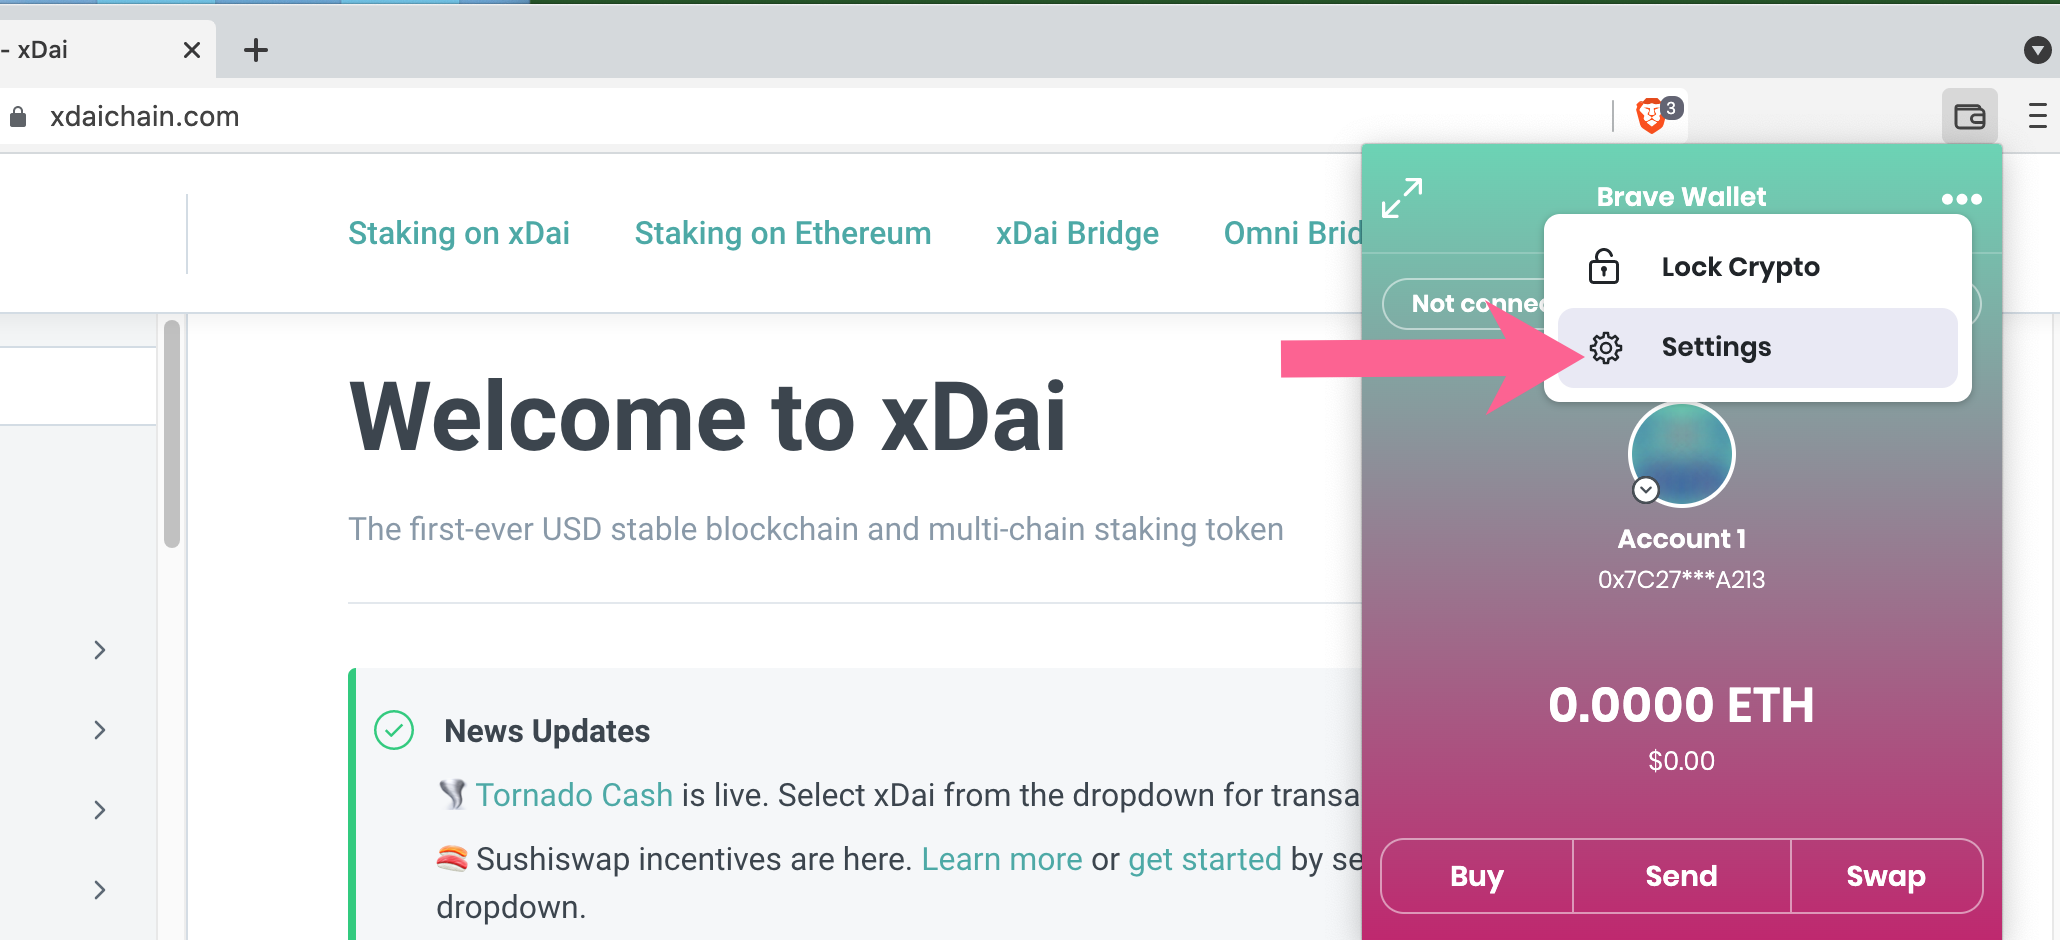 - xDai
xdaichain.com
3
Staking on xDai
Staking on Ethereum
xDai Bridge
Omni Brid
Brave Wallet
Lock Crypto
Not connec
Settings
Welcome to xDai
The first-ever USD stable blockchain and multi-chain staking token
Account 1
0x7C27***A213
0.0000 ETH
$0.00
News Updates
Tornado Cash is live. Select xDai from the dropdown for transa
Sushiswap incentives are here. Learn more or get started by se
dropdown.
Buy
Send
Swap